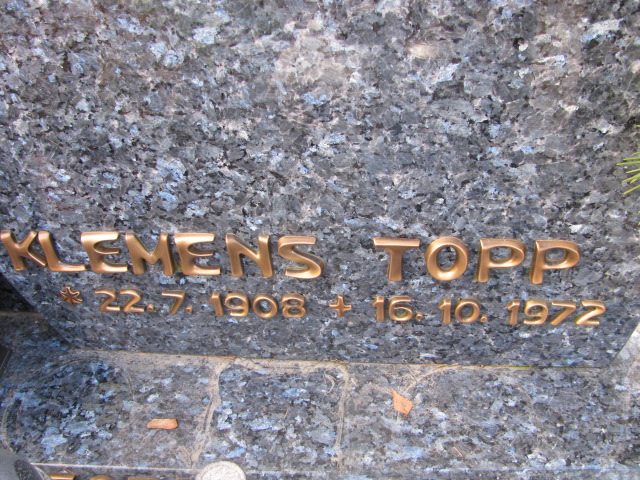 KLEMENS TOPP
* 22. 7. 1908 + 16. 10. 1972